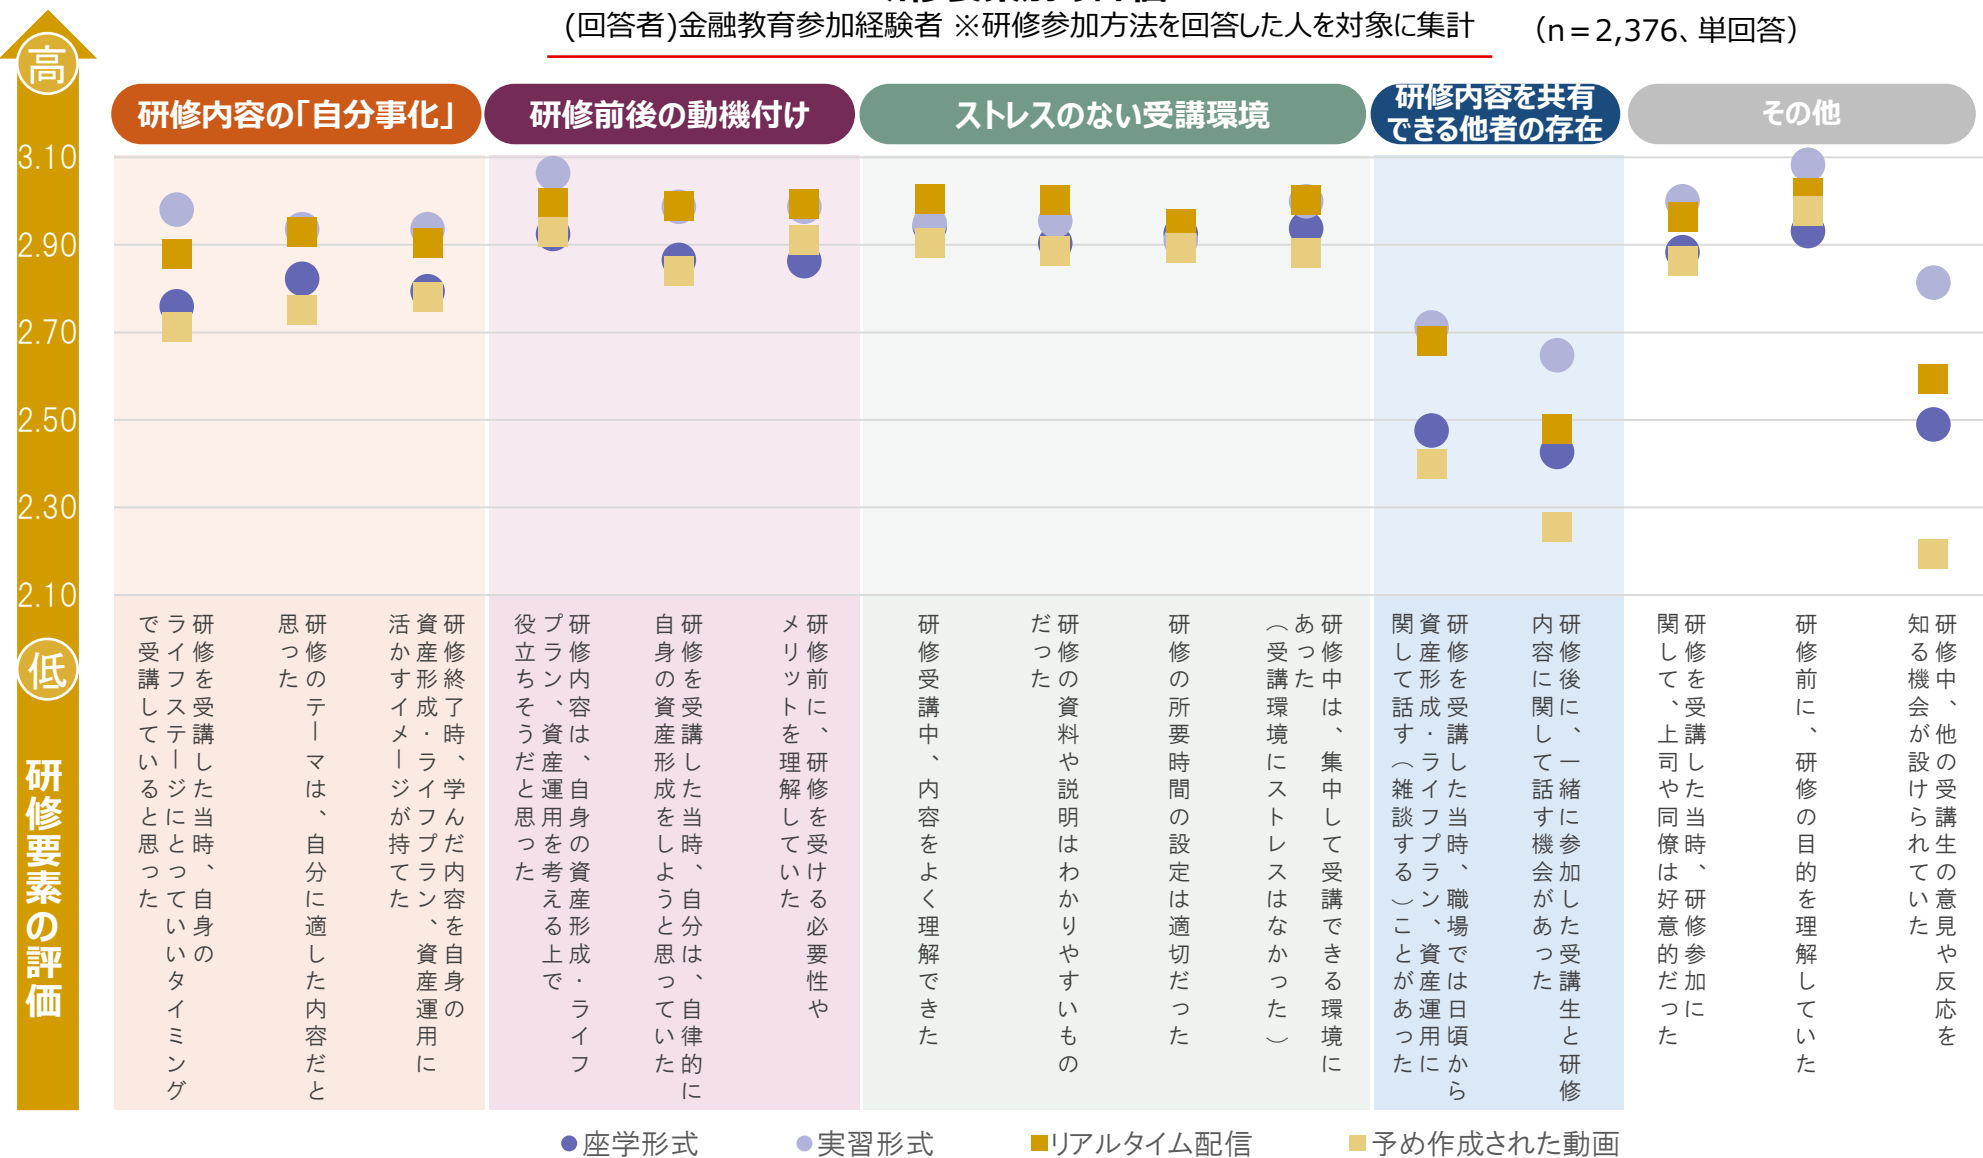 (回答者)金融教育参加経験者 ※研修参加方法を回答した人を対象に集計
（n＝2,376、単回答）
高
研修内容の「自分事化」
研修前後の動機付け
ストレスのない受講環境
研修内容を共有
できる他者の存在
その他
3.10
2.90
2.70
2.50
2.30
2.10
低
研修要素の評価
研修を受講した当時、自身の
ライフステージにとっていいタイミング
で受講していると思った
研修のテーマは、自分に適した内容だと
思った
研修終了時、学んだ内容を自身の
資産形成・ライフプラン、資産運用に
活かすイメージが持てた
研修内容は、自身の資産形成・ライフ
プラン、資産運用を考える上で
役立ちそうだと思った
研修を受講した当時、自分は、自律的に
自身の資産形成をしようと思っていた
研修前に、研修を受ける必要性や
メリットを理解していた
研修受講中、内容をよく理解できた
研修の資料や説明はわかりやすいもの
だった
研修の所要時間の設定は適切だった
研修中は、集中して受講できる環境に
あった
（受講環境にストレスはなかった）
研修を受講した当時、職場では日頃から
資産形成・ライフプラン、資産運用に
関して話す（雑談する）ことがあった
研修後に、一緒に参加した受講生と研修
内容に関して話す機会があった
研修を受講した当時、研修参加に
関して、上司や同僚は好意的だった
研修前に、研修の目的を理解していた
研修中、他の受講生の意見や反応を
知る機会が設けられていた
座学形式
実習形式
リアルタイム配信
予め作成された動画